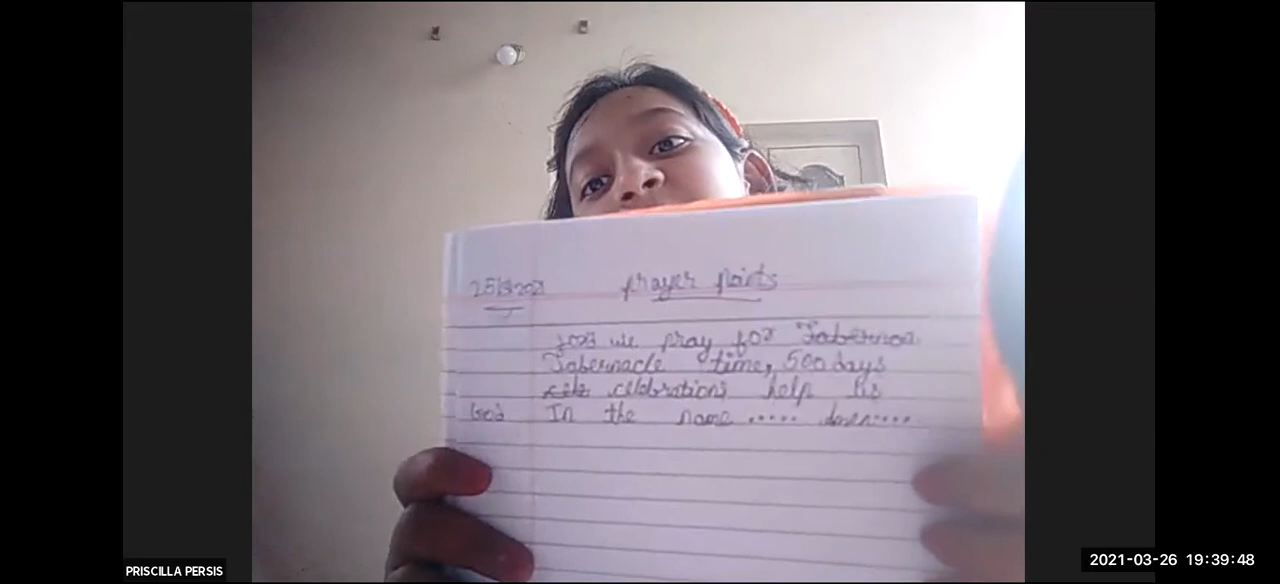 25/3/2021 Prayer Points
Lord we pray for Tabernca
Tabernacle time, 500 days
celebrations help us
God In the name ..... Amen....
PRISCILLA PERSIS
2021-03-26 19:39:48